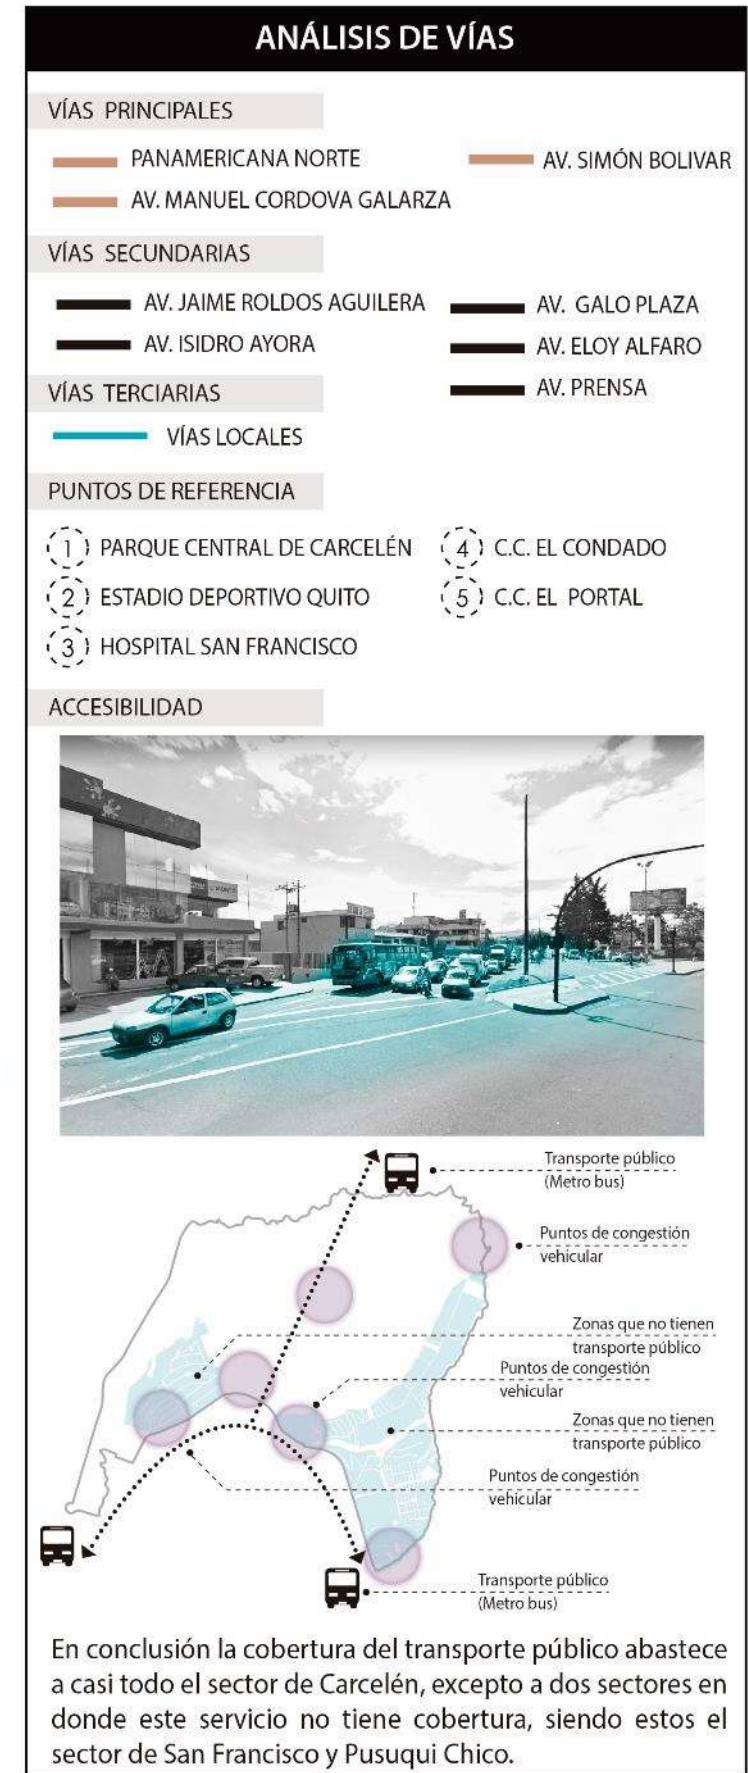 ANÁLISIS DE VÍAS
VÍAS PRINCIPALES
PANAMERICANA NORTE
AV. SIMÓN BOLIVAR
AV. MANUEL CORDOVA GALARZA
VÍAS SECUNDARIAS
AV. JAIME ROLDOS AGUILERA
AV. GALO PLAZA
AV. ISIDRO AYORA
AV. ELOY ALFARO
AV. PRENSA
VÍAS TERCIARIAS
VÍAS LOCALES
PUNTOS DE REFERENCIA
1 PARQUE CENTRAL DE CARCELÉN
4 C.C. EL CONDADO
2 ESTADIO DEPORTIVO QUITO
5 C.C. EL PORTAL
3 HOSPITAL SAN FRANCISCO
ACCESIBILIDAD
Transporte público
(Metro bus)
Puntos de congestión
vehicular
Zonas que no tienen
transporte público
Puntos de congestión
vehicular
Zonas que no tienen
transporte público
Puntos de congestión
vehicular
Transporte público
(Metro bus)
En conclusión la cobertura del transporte público abastece
a casi todo el sector de Carcelén, excepto a dos sectores en
donde este servicio no tiene cobertura, siendo estos el
sector de San Francisco y Pusuqui Chico.